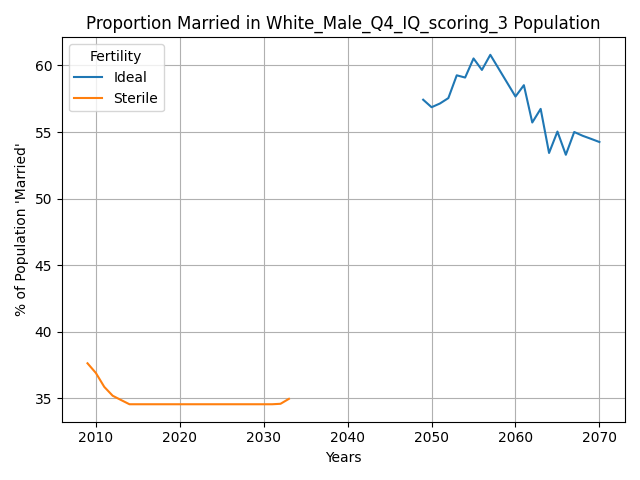 Proportion Married in White_Male_Q4_IQ_scoring_3 Population
Fertility
Ideal
Sterile
% of Population 'Married'
60
55
50
45
40
35
2010
2020
2030
2040
2050
2060
2070
Years